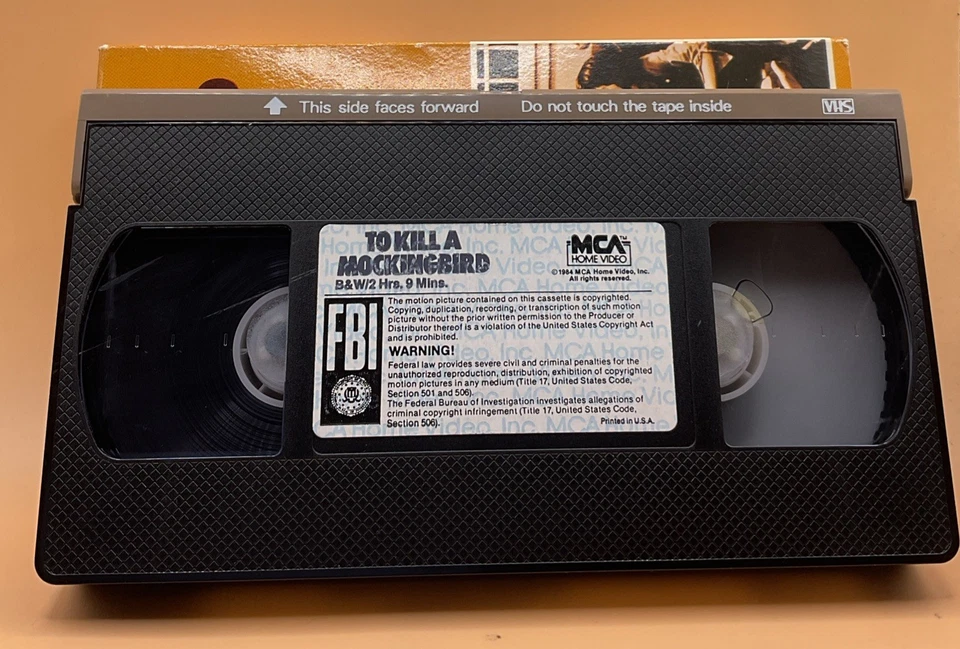 This side faces forward Do not touch the tape inside VHS
TO KILL A
MOCKINGBIRD
B&W/2 Hrs. 9 Mins.
MCA™
HOME VIDEO
©1984 MCA Home Video, Inc.
All rights reserved.
FBI
The motion picture contained on this cassette is copyrighted.
Copying, duplication, recording, or transcription of such motion
picture without the prior written permission to the Producer or
Distributor thereof is a violation of the United States Copyright Act
and is prohibited.
WARNING!
Federal law provides severe civil and criminal penalties for the
unauthorized reproduction, distribution, exhibition of copyrighted
motion pictures in any medium (Title 17, United States Code,
Section 501 and 506).
The Federal Bureau of Investigation investigates allegations of
criminal copyright infringement (Title 17, United States Code,
Section 506).
Printed in U.S.A.